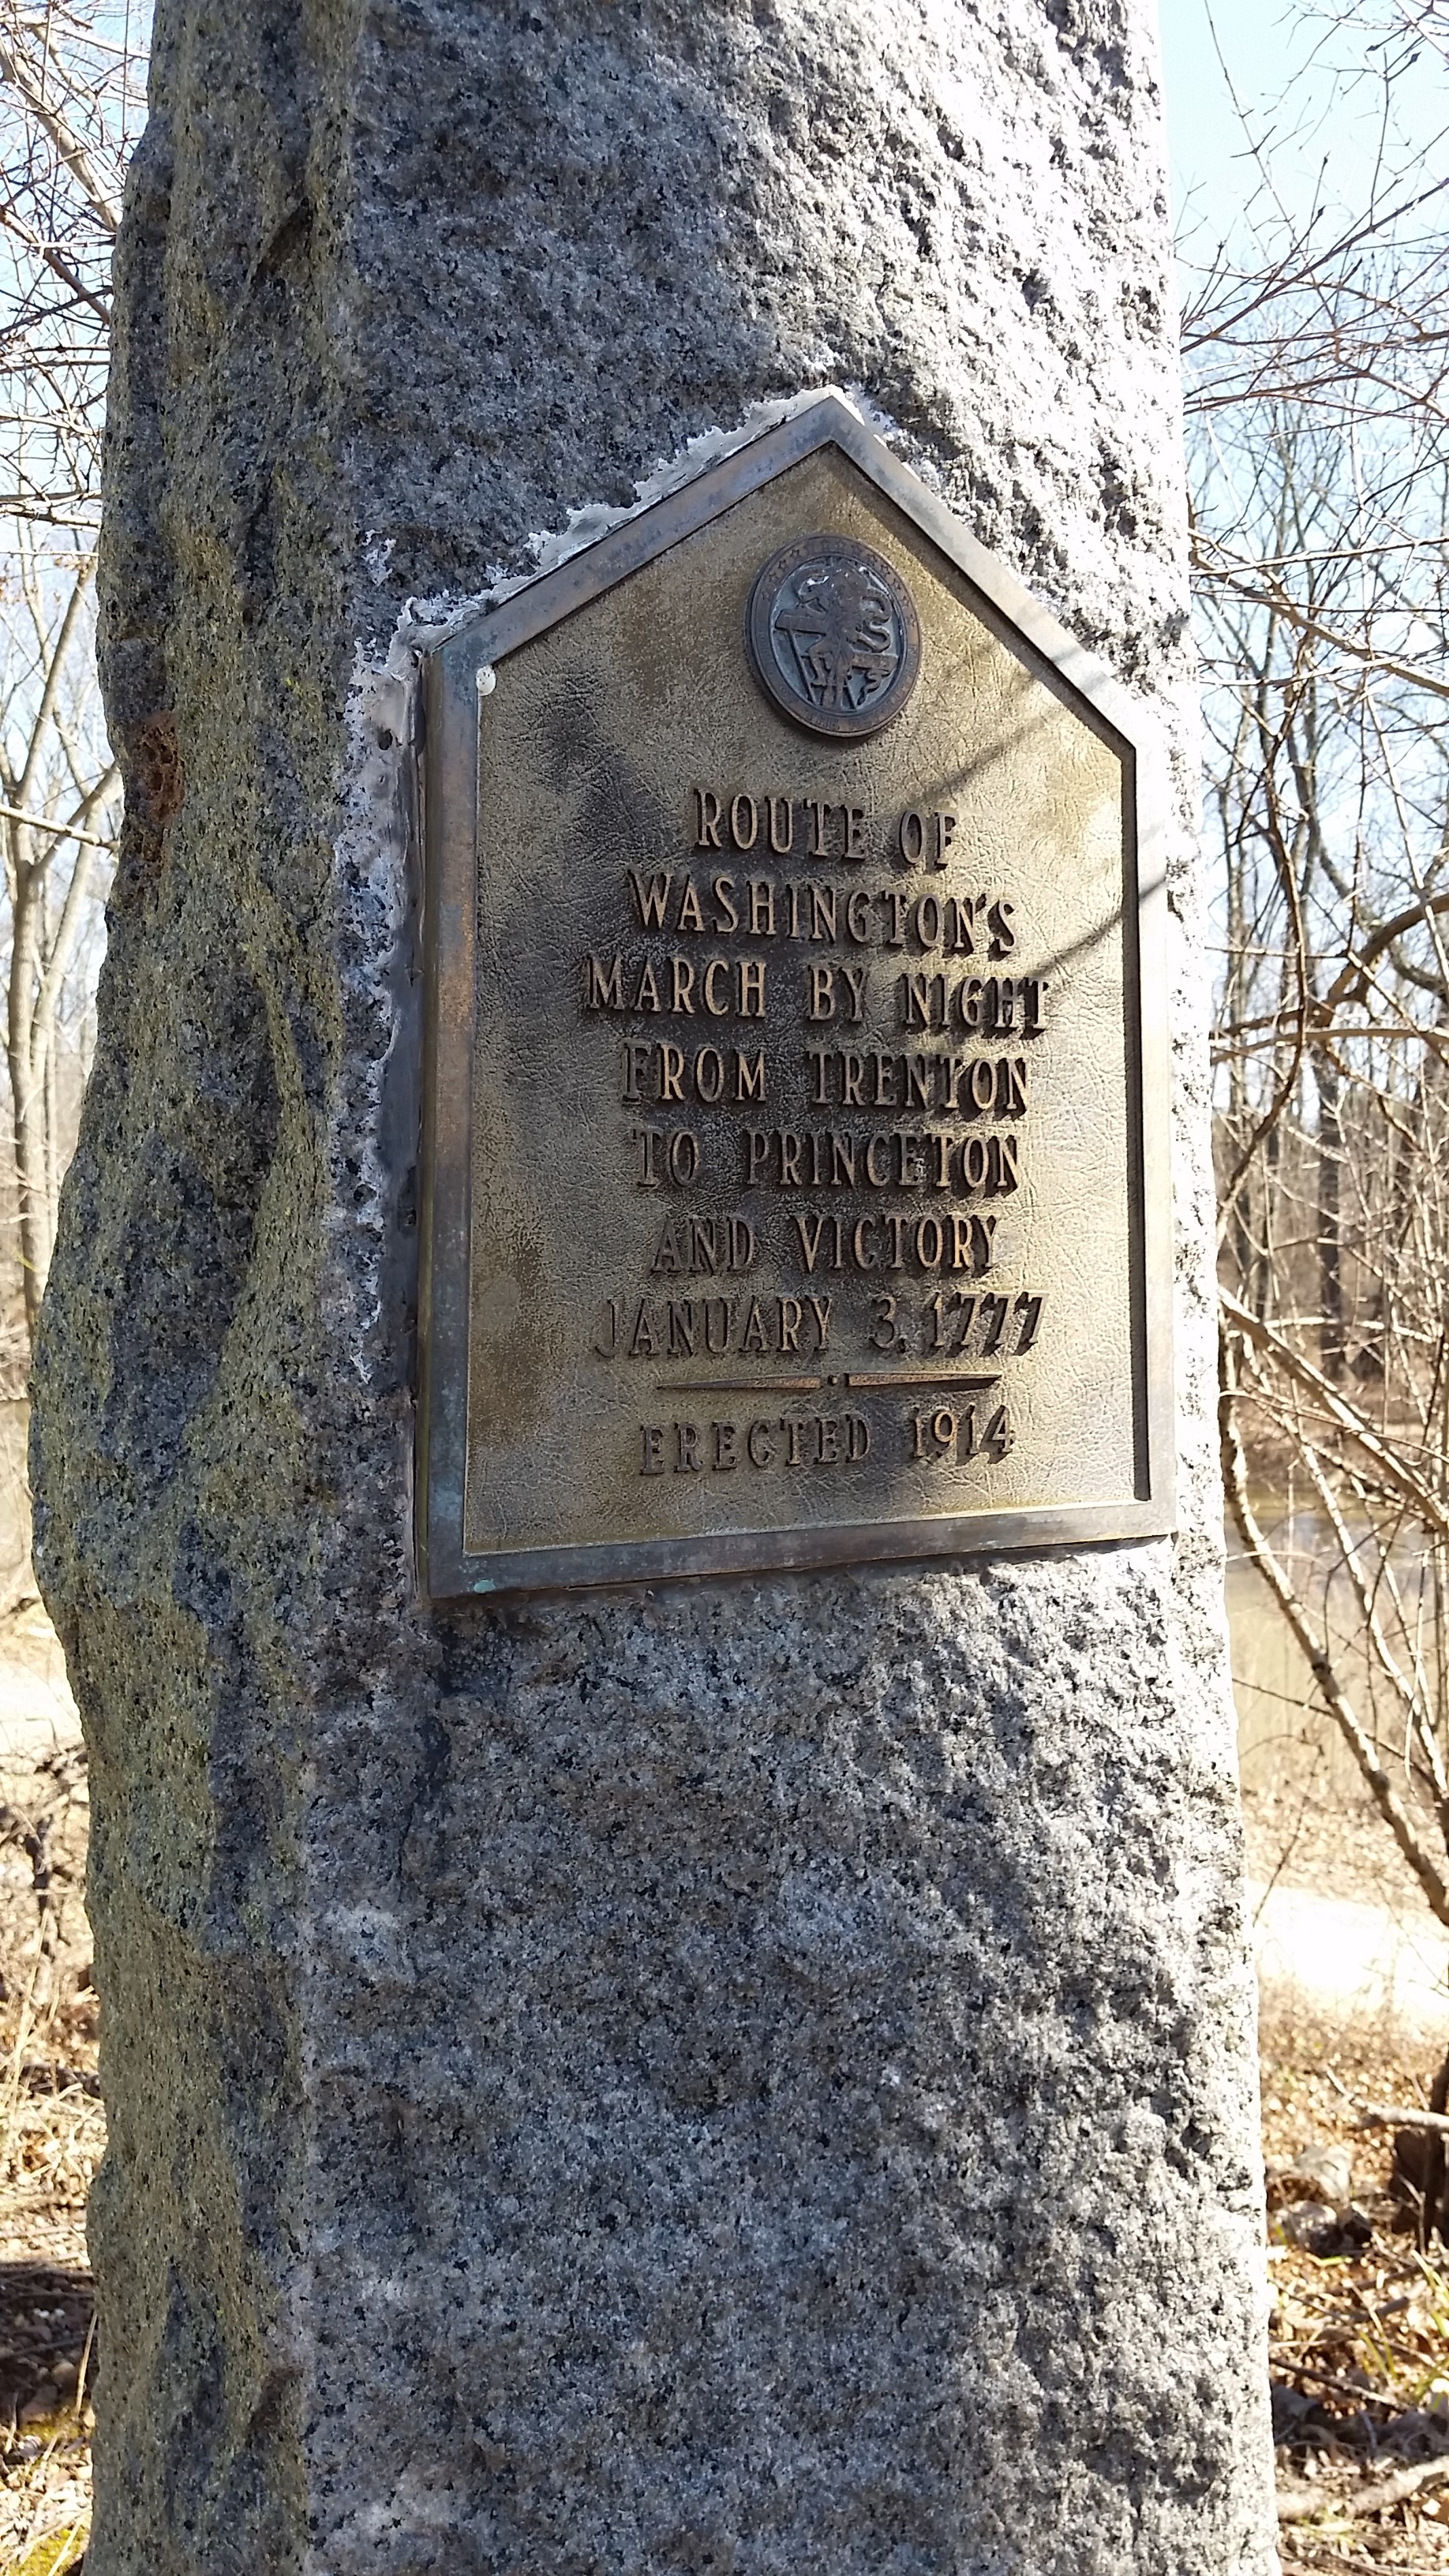 ROUTE OF
WASHINGTON'S
MARCH BY NIGHT
FROM TRENTON
TO PRINCETON
AND VICTORY
JANUARY 3, 1777
ERECTED 1914